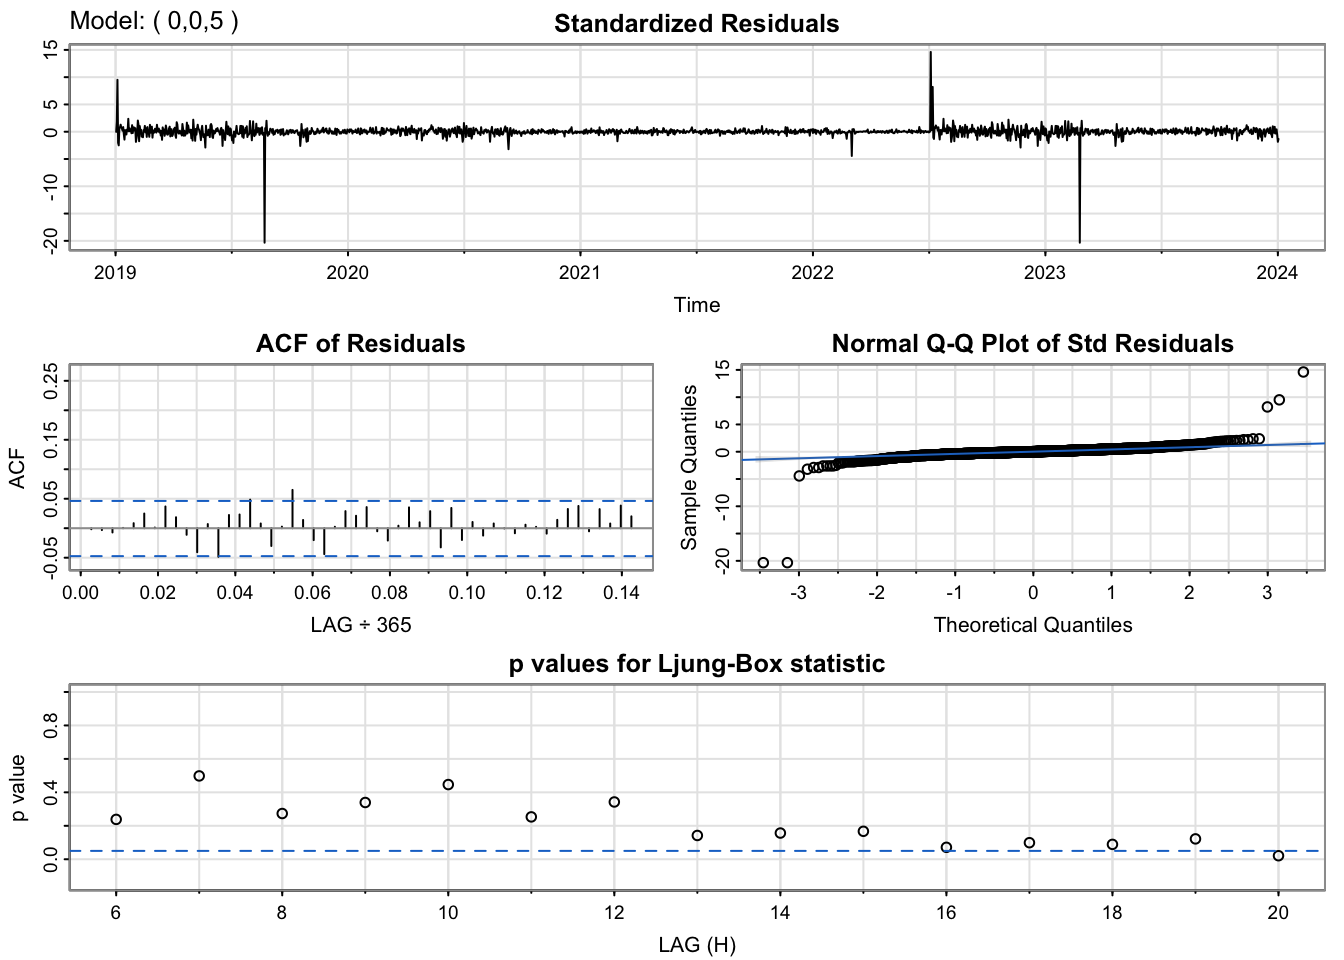 Model: ( 0,0,5 )
Standardized Residuals
15
5
0
-10
-20
2019 2020 2021 2022 2023 2024
Time
ACF of Residuals
ACF
0.25
0.15
0.05
-0.05
0.00 0.02 0.04 0.06 0.08 0.10 0.12 0.14
LAG ÷ 365
Normal Q-Q Plot of Std Residuals
Sample Quantiles
15
5
0
-10
-20
-3 -2 -1 0 1 2 3
Theoretical Quantiles
p values for Ljung-Box statistic
p value
0.8
0.4
0.0
6 8 10 12 14 16 18 20
LAG (H)